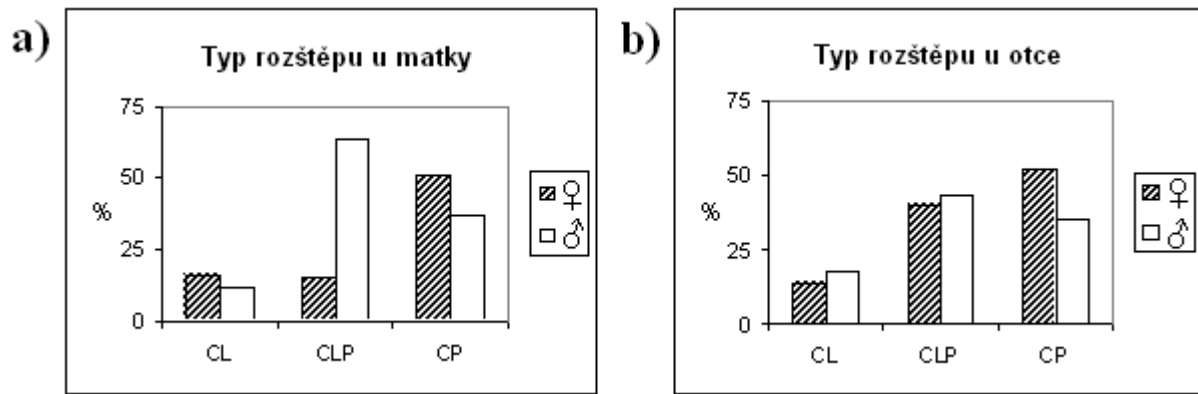 a)
Typ rozštěpu u matky
75
50
%
25
0
CL CLP CP
♀
♂
b)
Typ rozštěpu u otce
75
50
%
25
0
CL CLP CP
♀
♂